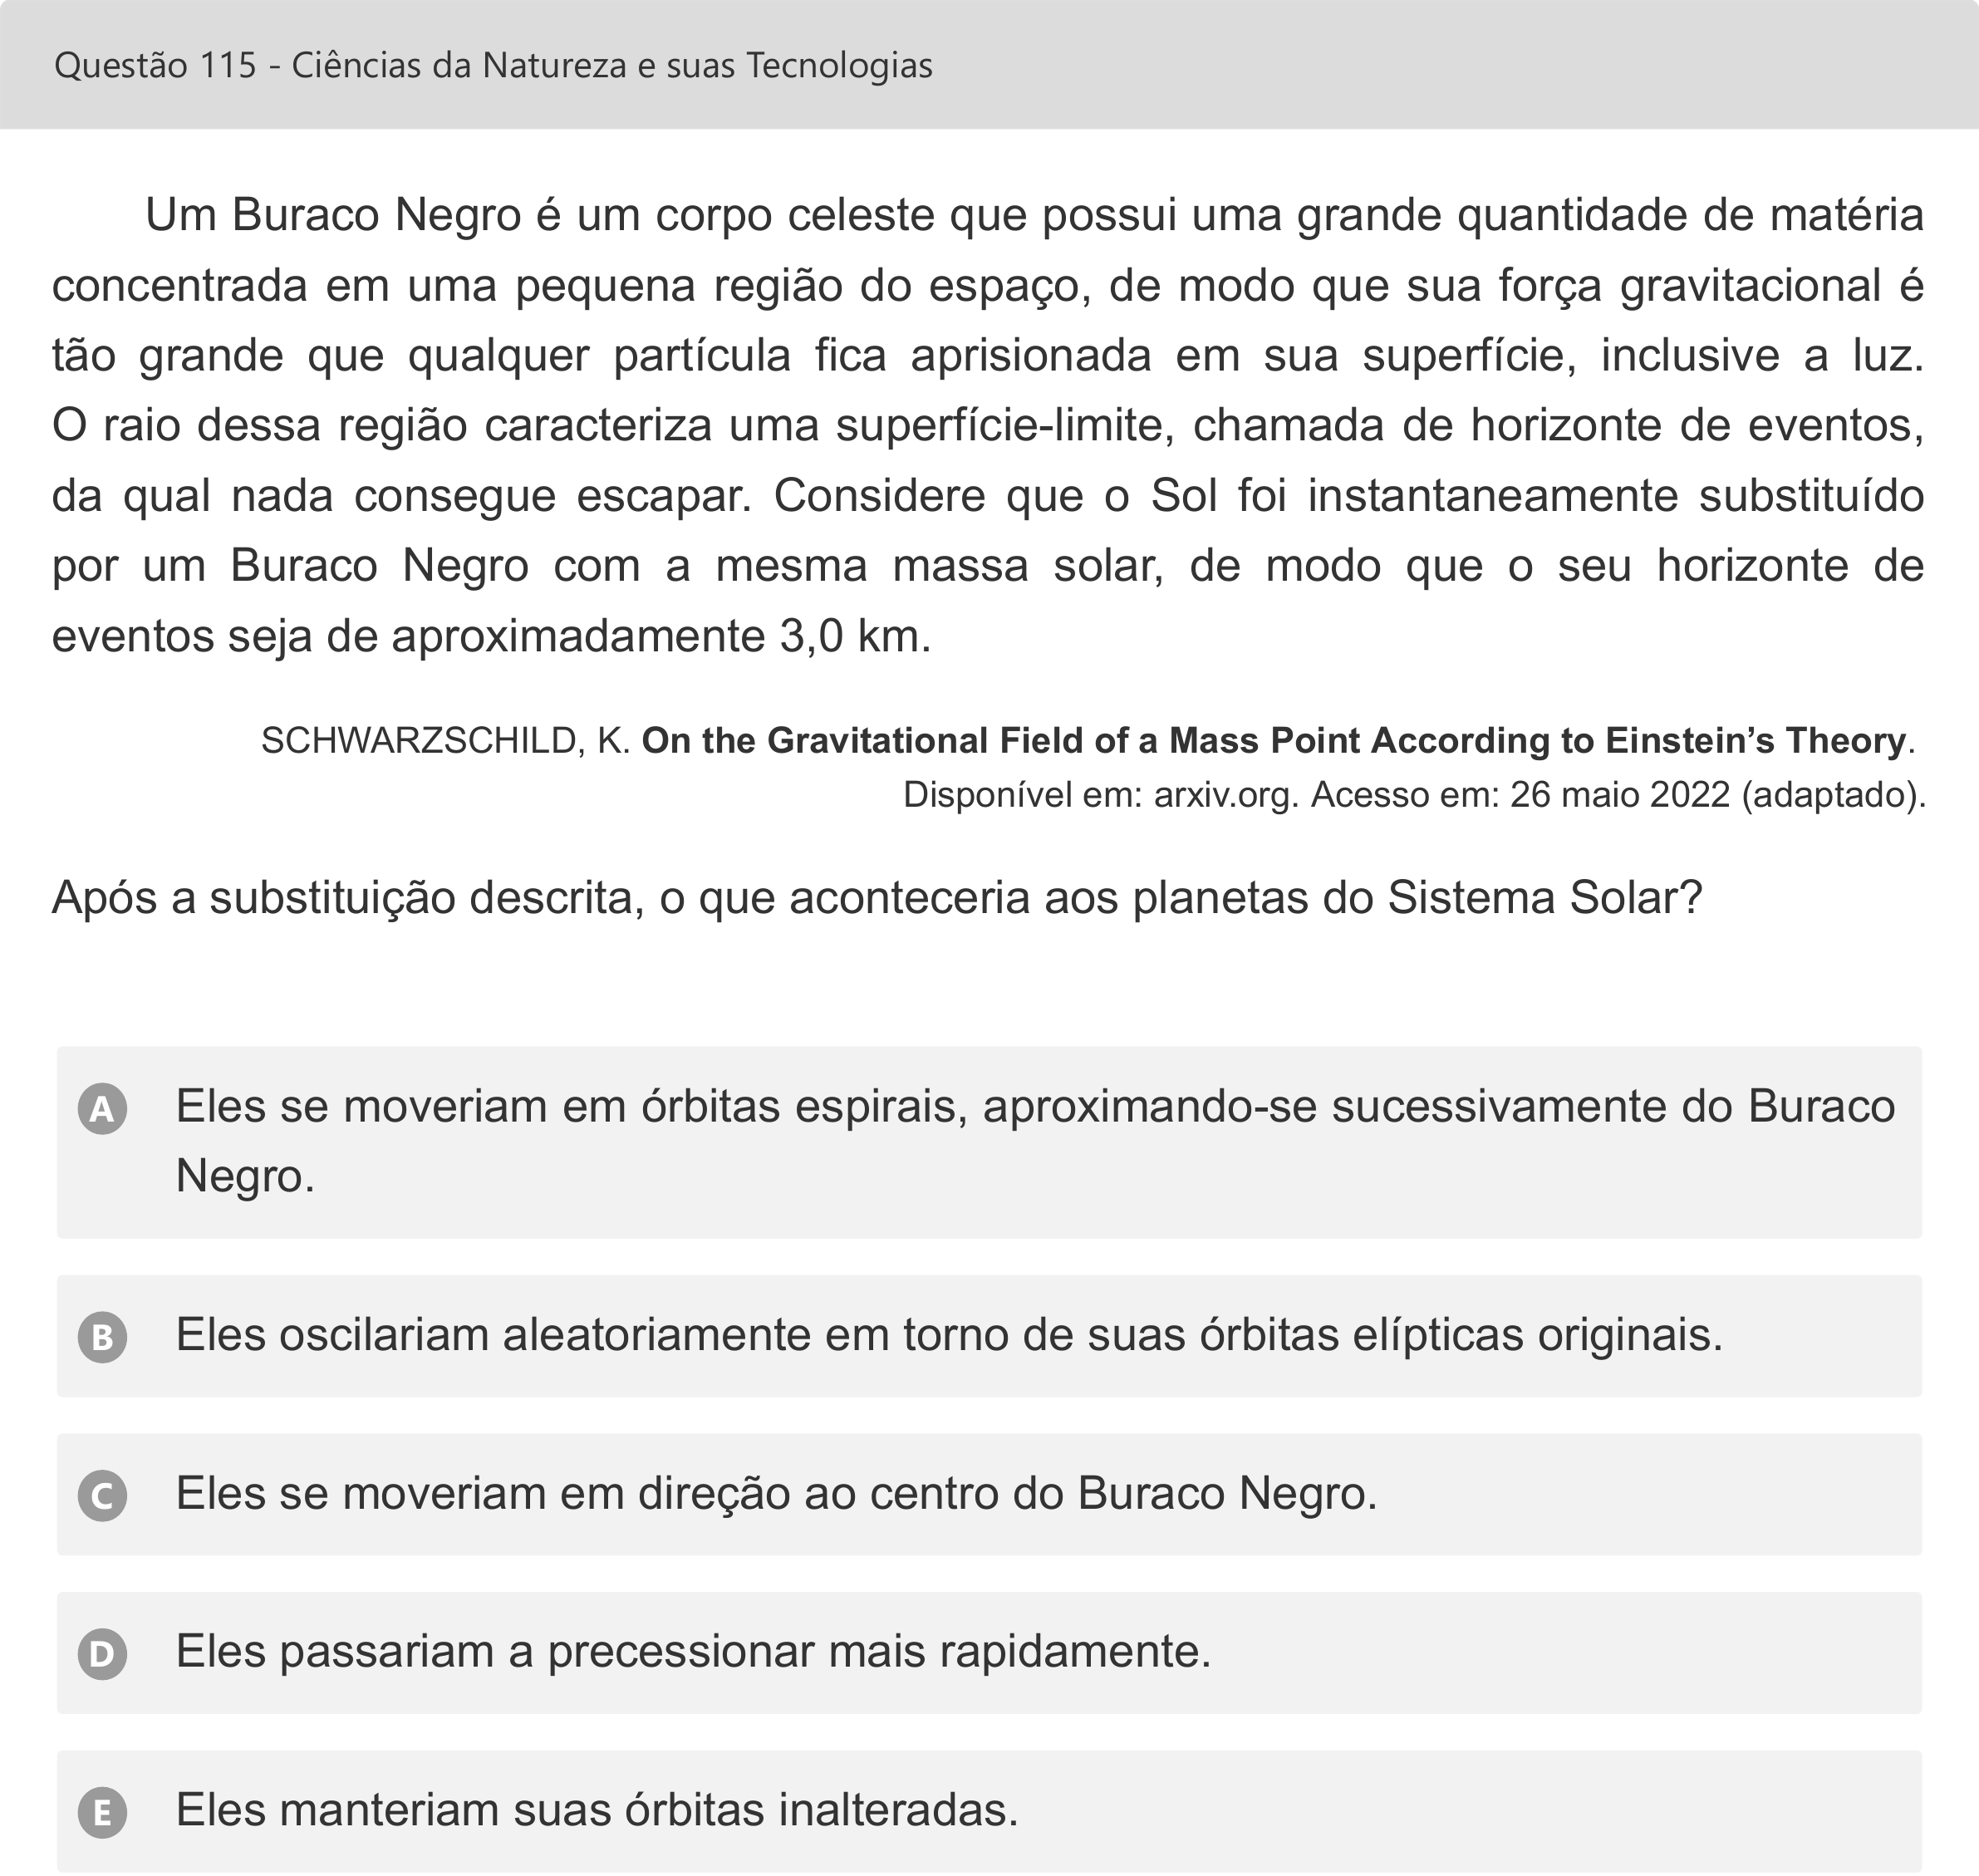 Questão 115 - Ciências da Natureza e suas Tecnologias
Um Buraco Negro é um corpo celeste que possui uma grande quantidade de matéria
concentrada em uma pequena região do espaço, de modo que sua força gravitacional é
tão grande que qualquer partícula fica aprisionada em sua superfície, inclusive a luz.
O raio dessa região caracteriza uma superfície-limite, chamada de horizonte de eventos,
da qual nada consegue escapar. Considere que o Sol foi instantaneamente substituído
por um Buraco Negro com a mesma massa solar, de modo que o seu horizonte de
eventos seja de aproximadamente 3,0 km.
SCHWARZSCHILD, K. On the Gravitational Field of a Mass Point According to Einstein’s Theory.
Disponível em: arxiv.org. Acesso em: 26 maio 2022 (adaptado).
Após a substituição descrita, o que aconteceria aos planetas do Sistema Solar?
A Eles se moveriam em órbitas espirais, aproximando-se sucessivamente do Buraco
Negro.
B Eles oscilariam aleatoriamente em torno de suas órbitas elípticas originais.
C Eles se moveriam em direção ao centro do Buraco Negro.
D Eles passariam a precessionar mais rapidamente.
E Eles manteriam suas órbitas inalteradas.